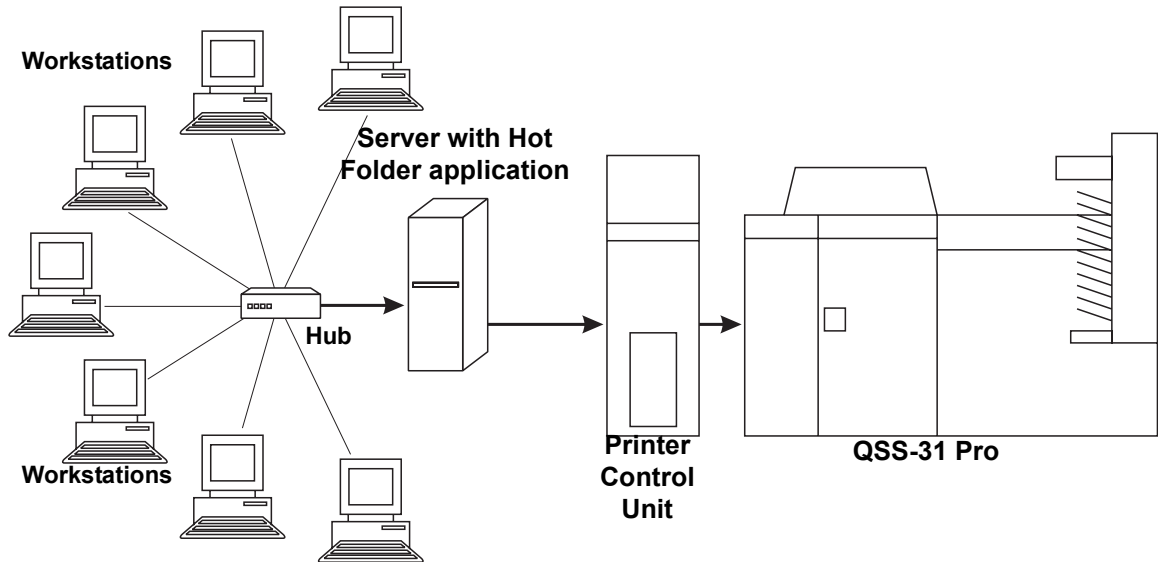 Workstations
Server with Hot
Folder application
Hub
Workstations
Printer
Control
Unit
QSS-31 Pro